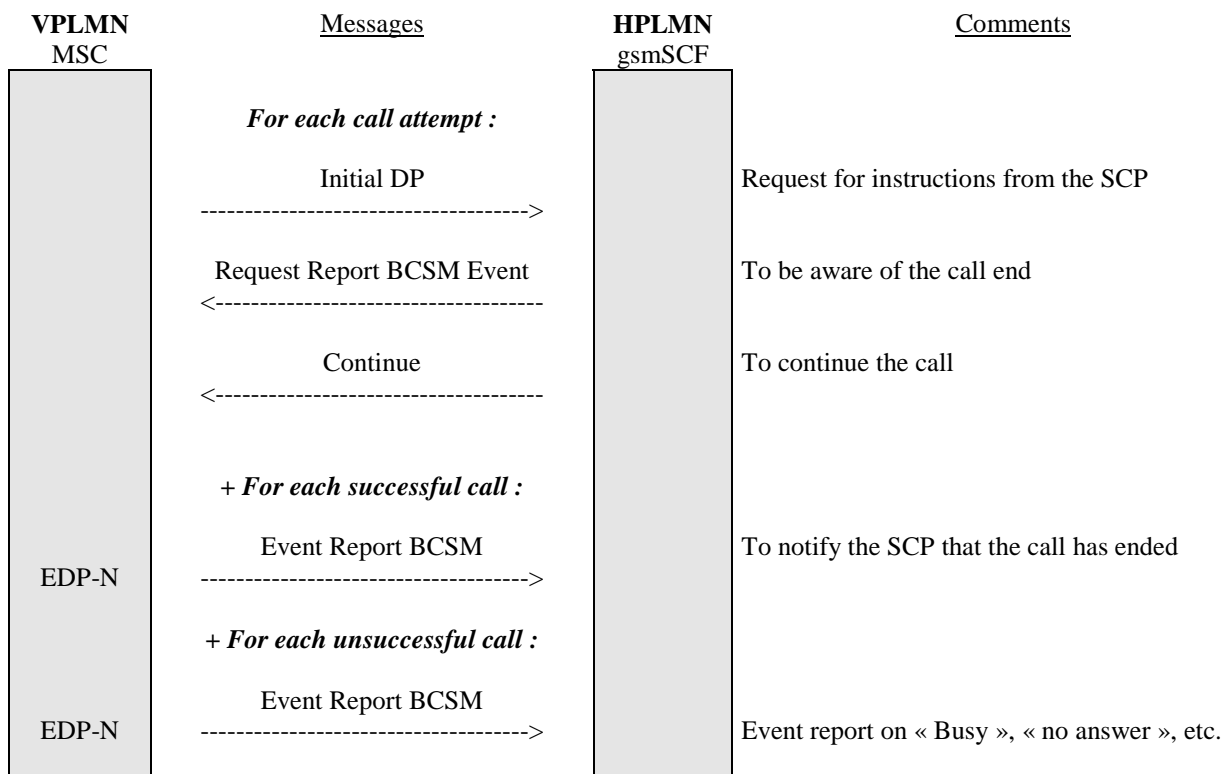 VPLMN Messages HPLMN Comments
MSC gsmSCF
For each call attempt :
Initial DP Request for instructions from the SCP
------------------------------------->
Request Report BCSM Event To be aware of the call end
<-------------------------------------
Continue To continue the call
<-------------------------------------
+ For each successful call :
Event Report BCSM To notify the SCP that the call has ended
EDP-N ------------------------------------->
+ For each unsuccessful call :
Event Report BCSM
EDP-N -------------------------------------> Event report on « Busy », « no answer », etc.